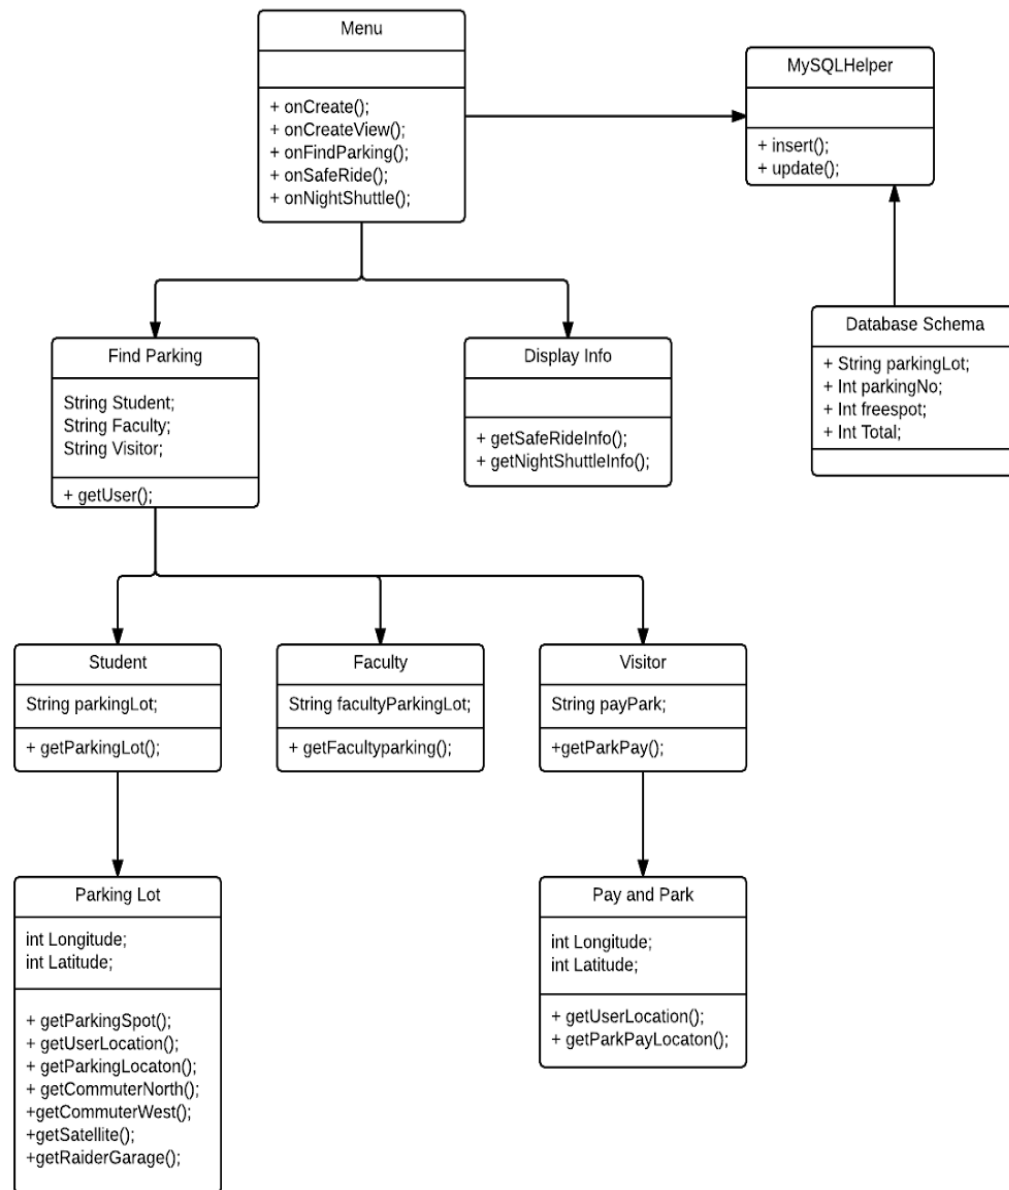 Menu
+ onCreate();
+ onCreateView();
+ onFindParking();
+ onSafeRide();
+ onNightShuttle();
MySQLHelper
+ insert();
+ update();
Find Parking
String Student;
String Faculty;
String Visitor;
+ getUser();
Display Info
+ getSafeRideInfo();
+ getNightShuttleInfo();
Database Schema
+ String parkingLot;
+ Int parkingNo;
+ Int freespot;
+ Int Total;
Student
String parkingLot;
+ getParkingLot();
Faculty
String facultyParkingLot;
+ getFacultyparking();
Visitor
String payPark;
+getParkPay();
Parking Lot
int Longitude;
int Latitude;
+ getParkingSpot();
+ getUserLocation();
+ getParkingLocaton();
+ getCommuterNorth();
+getCommuterWest();
+getSatellite();
+getRaiderGarage();
Pay and Park
int Longitude;
int Latitude;
+ getUserLocation();
+ getParkPayLocaton();